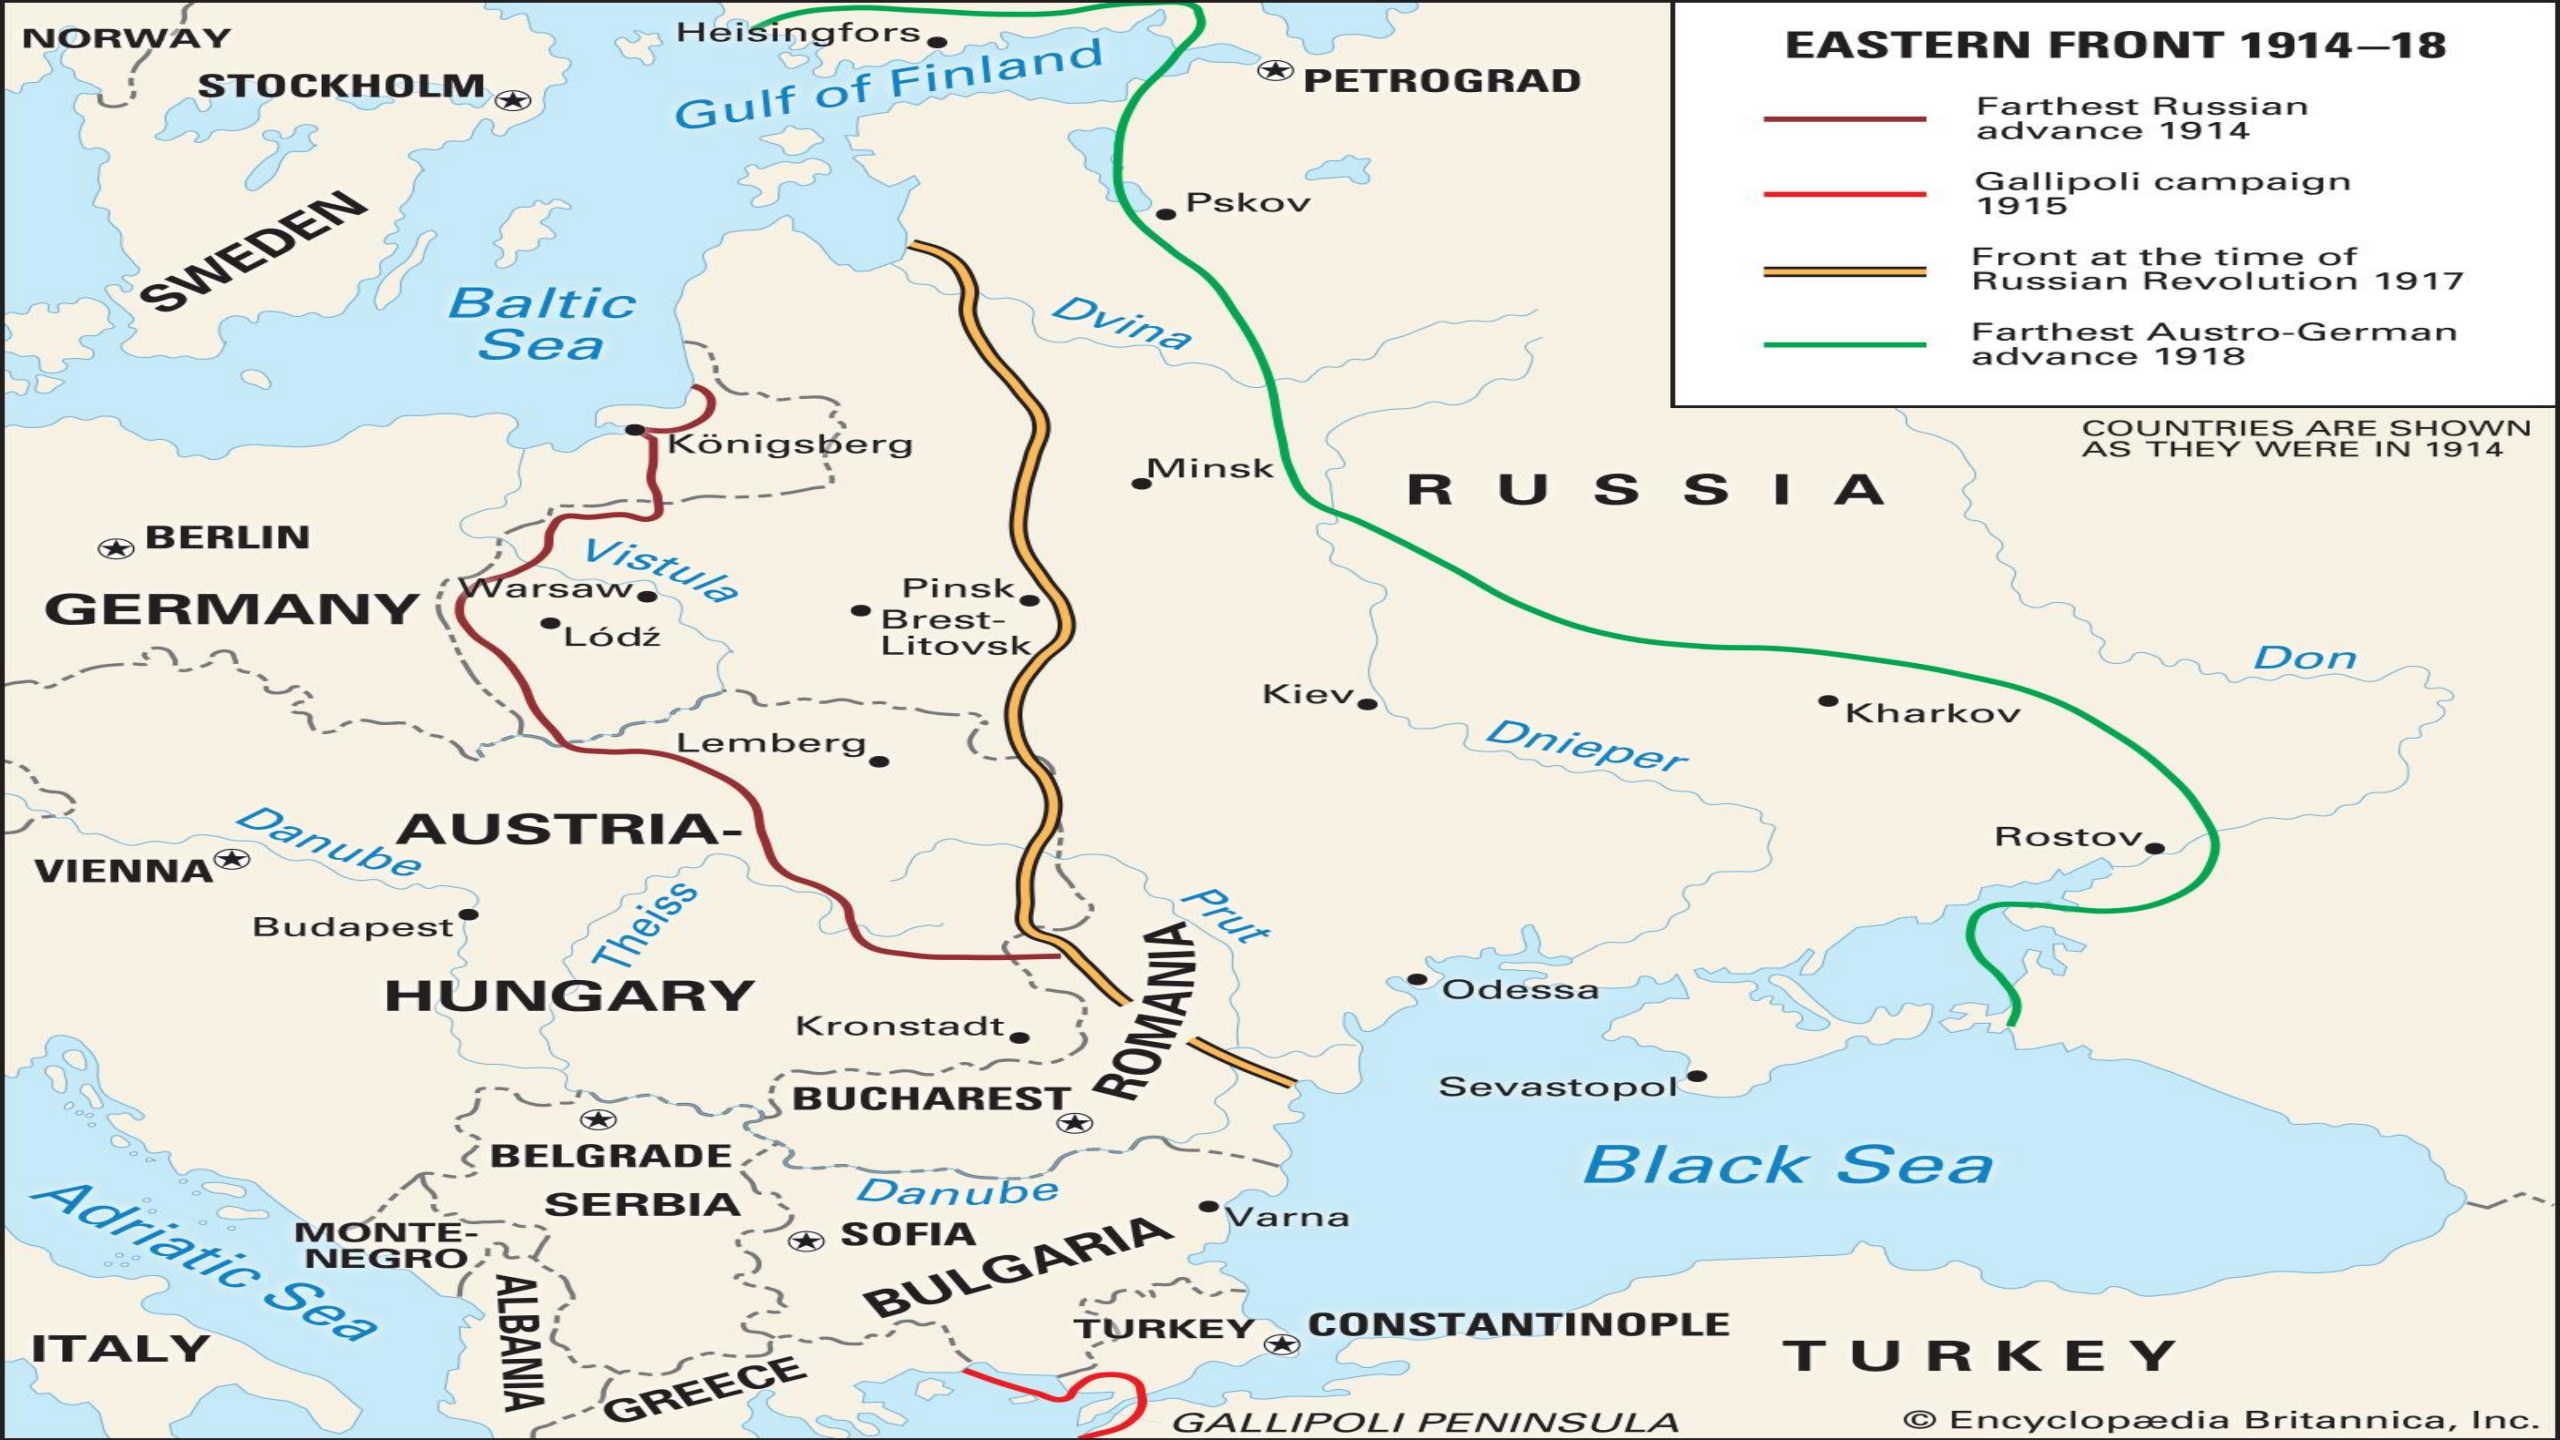 NORWAY
STOCKHOLM
Heisingfors
Gulf of Finland
PETROGRAD
EASTERN FRONT 1914–18
Farthest Russian
advance 1914
Gallipoli campaign
1915
Front at the time of
Russian Revolution 1917
Farthest Austro-German
advance 1918
COUNTRIES ARE SHOWN
AS THEY WERE IN 1914
SWEDEN
Pskov
Baltic
Sea
Dvina
Königsberg
Minsk
RUSSIA
BERLIN
GERMANY
Vistula
Warsaw
Lódź
Pinsk
Brest-
Litovsk
Don
Kiev
Kharkov
Dnieper
Lemberg
AUSTRIA-
Danube
VIENNA
Rostov
Budapest
Theiss
Prut
HUNGARY
Odessa
Kronstadt
ROMANIA
BUCHAREST
Sevastopol
BELGRADE
SERBIA
Danube
Black Sea
Adriatic Sea
MONTE-
NEGRO
SOFIA
Varna
BULGARIA
ALBANIA
ITALY
TURKEY
CONSTANTINOPLE
TURKEY
GREECE
GALLIPOLI PENINSULA
© Encyclopædia Britannica, Inc.